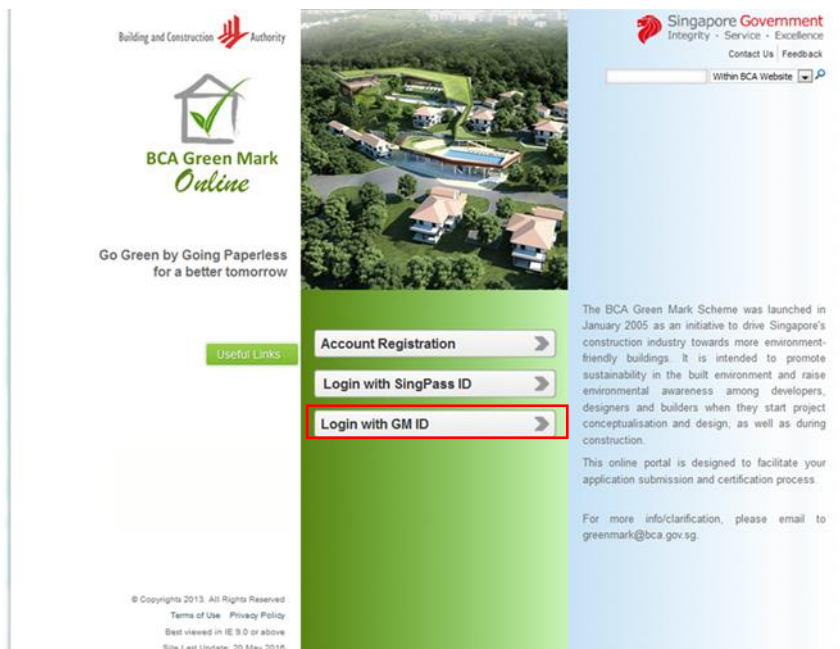 Building and Construction Authority
BCA Green Mark
Online
Go Green by Going Paperless
for a better tomorrow
Useful Links
© Copyrights 2013. All Rights Reserved
Terms of Use Privacy Policy
Best viewed in IE 9.0 or above
Site Last Update: 20 May 2016
Account Registration
Login with SingPass ID
Login with GM ID
Singapore Government
Integrity · Service · Excellence
Contact Us Feedback
Within BCA Website
The BCA Green Mark Scheme was launched in
January 2005 as an initiative to drive Singapore's
construction industry towards more environment-
friendly buildings. It is intended to promote
sustainability in the built environment and raise
environmental awareness among developers,
designers and builders when they start project
conceptualisation and design, as well as during
construction.
This online portal is designed to facilitate your
application submission and certification process.
For more info/clarification, please email to
greenmark@bca.gov.sg.